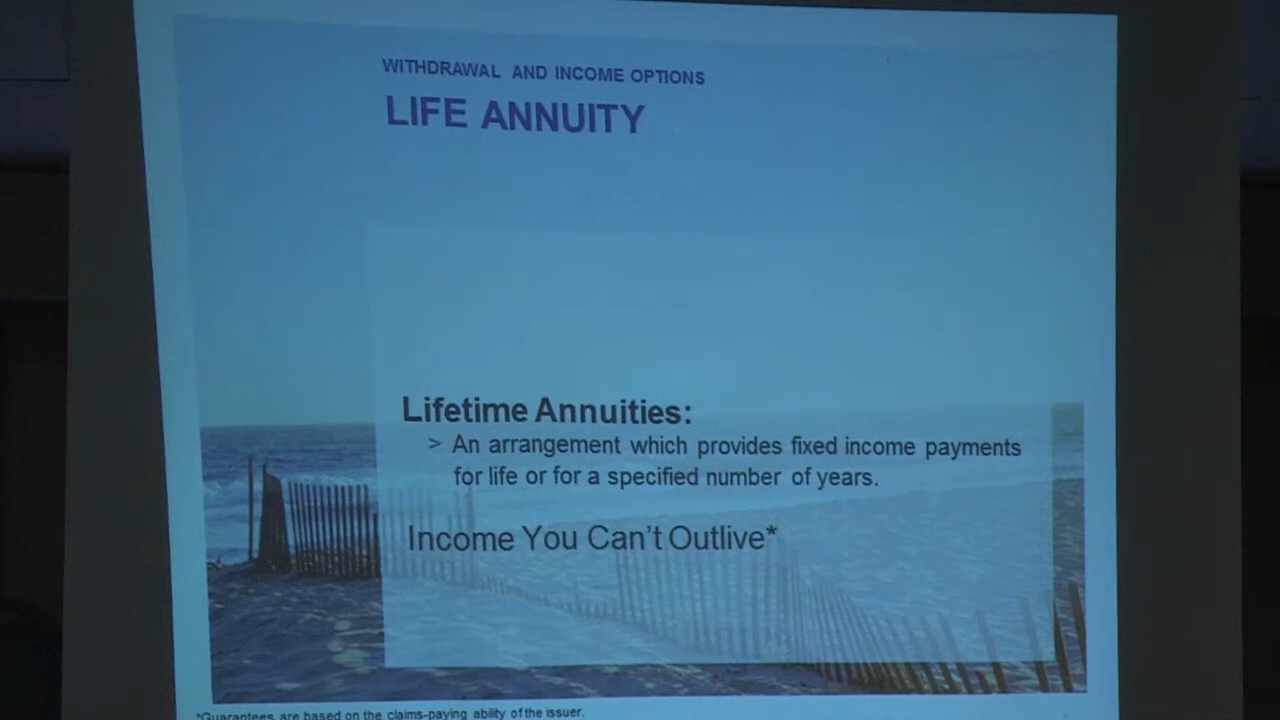 WITHDRAWAL AND INCOME OPTIONS
LIFE ANNUITY
Lifetime Annuities:
> An arrangement which provides fixed income payments
for life or for a specified number of years.
Income You Can't Outlive*
*Guarantees are based on the claims-paying ability of the issuer.